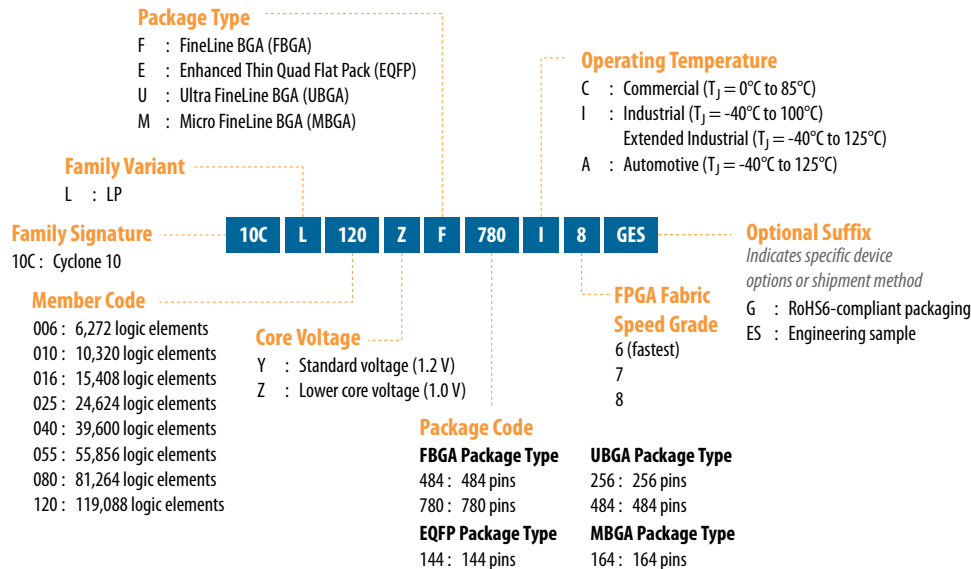 Package Type
F : FineLine BGA (FBGA)
E : Enhanced Thin Quad Flat Pack (EQFP)
U : Ultra FineLine BGA (UBGA)
M : Micro FineLine BGA (MBGA)
Operating Temperature
C : Commercial (TJ = 0°C to 85°C)
I : Industrial (TJ = -40°C to 100°C)
Extended Industrial (TJ = -40°C to 125°C)
A : Automotive (TJ = -40°C to 125°C)
Family Variant
L : LP
Family Signature
10C : Cyclone 10
10C L 120 Z F 780 I 8 GES
Optional Suffix
Indicates specific device
options or shipment method
G : RoHS6-compliant packaging
ES : Engineering sample
Member Code
006 : 6,272 logic elements
010 : 10,320 logic elements
016 : 15,408 logic elements
025 : 24,624 logic elements
040 : 39,600 logic elements
055 : 55,856 logic elements
080 : 81,264 logic elements
120 : 119,088 logic elements
Core Voltage
Y : Standard voltage (1.2 V)
Z : Lower core voltage (1.0 V)
FPGA Fabric
Speed Grade
6 (fastest)
7
8
Package Code
FBGA Package Type
484 : 484 pins
780 : 780 pins
EQFP Package Type
144 : 144 pins
UBGA Package Type
256 : 256 pins
484 : 484 pins
MBGA Package Type
164 : 164 pins